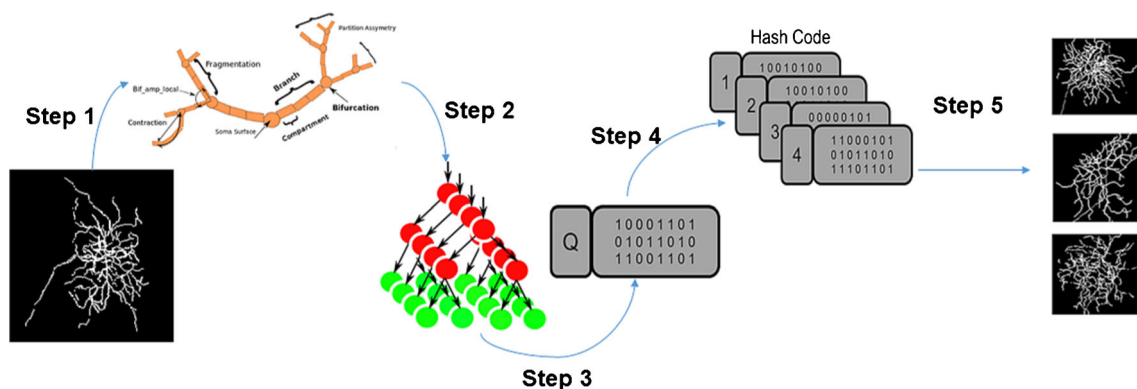 Step 1
Fragmentation
Bif_amp_local
Contraction
Soma Surface
Branch
Compartment
Bifurcation
Partition Assymetry
Step 2
Step 3
Q
10001101
01011010
11001101
Step 4
Hash Code
1
10010100
2
10010100
3
00000101
4
11000101
01011010
11101101
Step 5